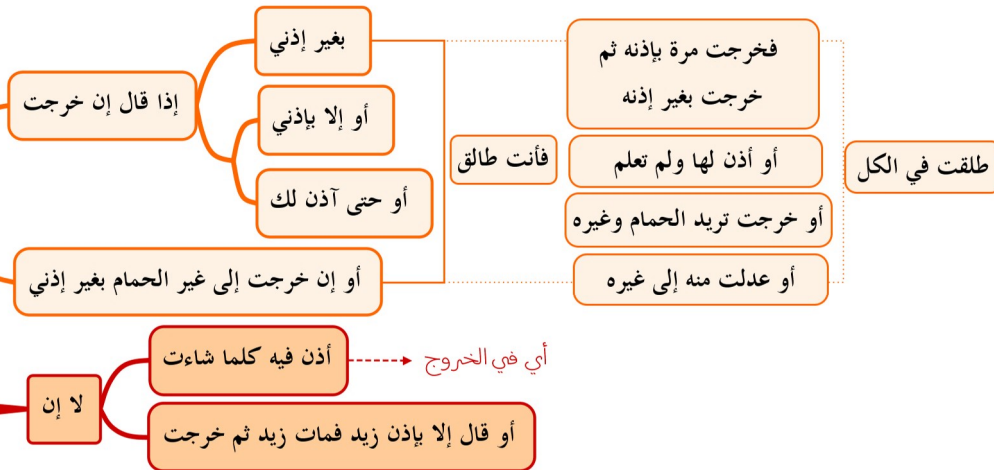 إذا قال إن خرجت
بغير إذني
أو إلا بإذني
أو حتى آذن لك
أو إن خرجت إلى غير الحمام بغير إذني
فأنت طالق
فخرجت مرة بإذنه ثم
خرجت بغير إذنه
أو أذن لها ولم تعلم
أو خرجت تريد الحمام وغيره
أو عدلت منه إلى غيره
طلقت في الكل
لا إن
أذن فيه كلما شاءت
أي في الخروج
أو قال إلا بإذن زيد فمات زيد ثم خرجت